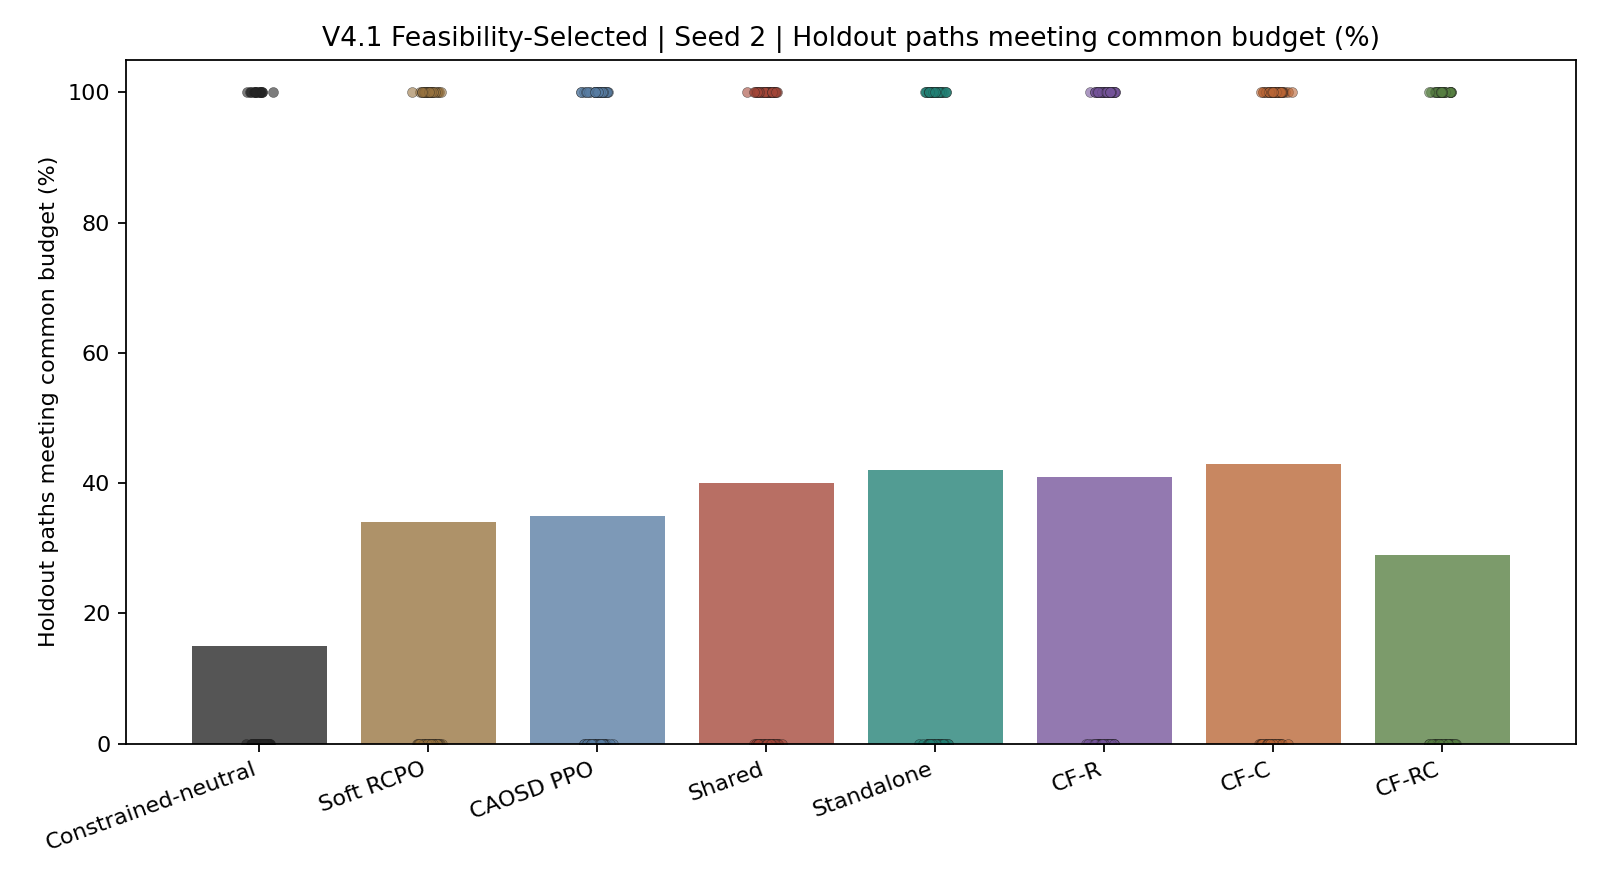 V4.1 Feasibility-Selected | Seed 2 | Holdout paths meeting common budget (%)
Holdout paths meeting common budget (%)
100
80
60
40
20
0
Constrained-neutral
Soft RCPO
CAOSD PPO
Shared
Standalone
CF-R
CF-C
CF-RC